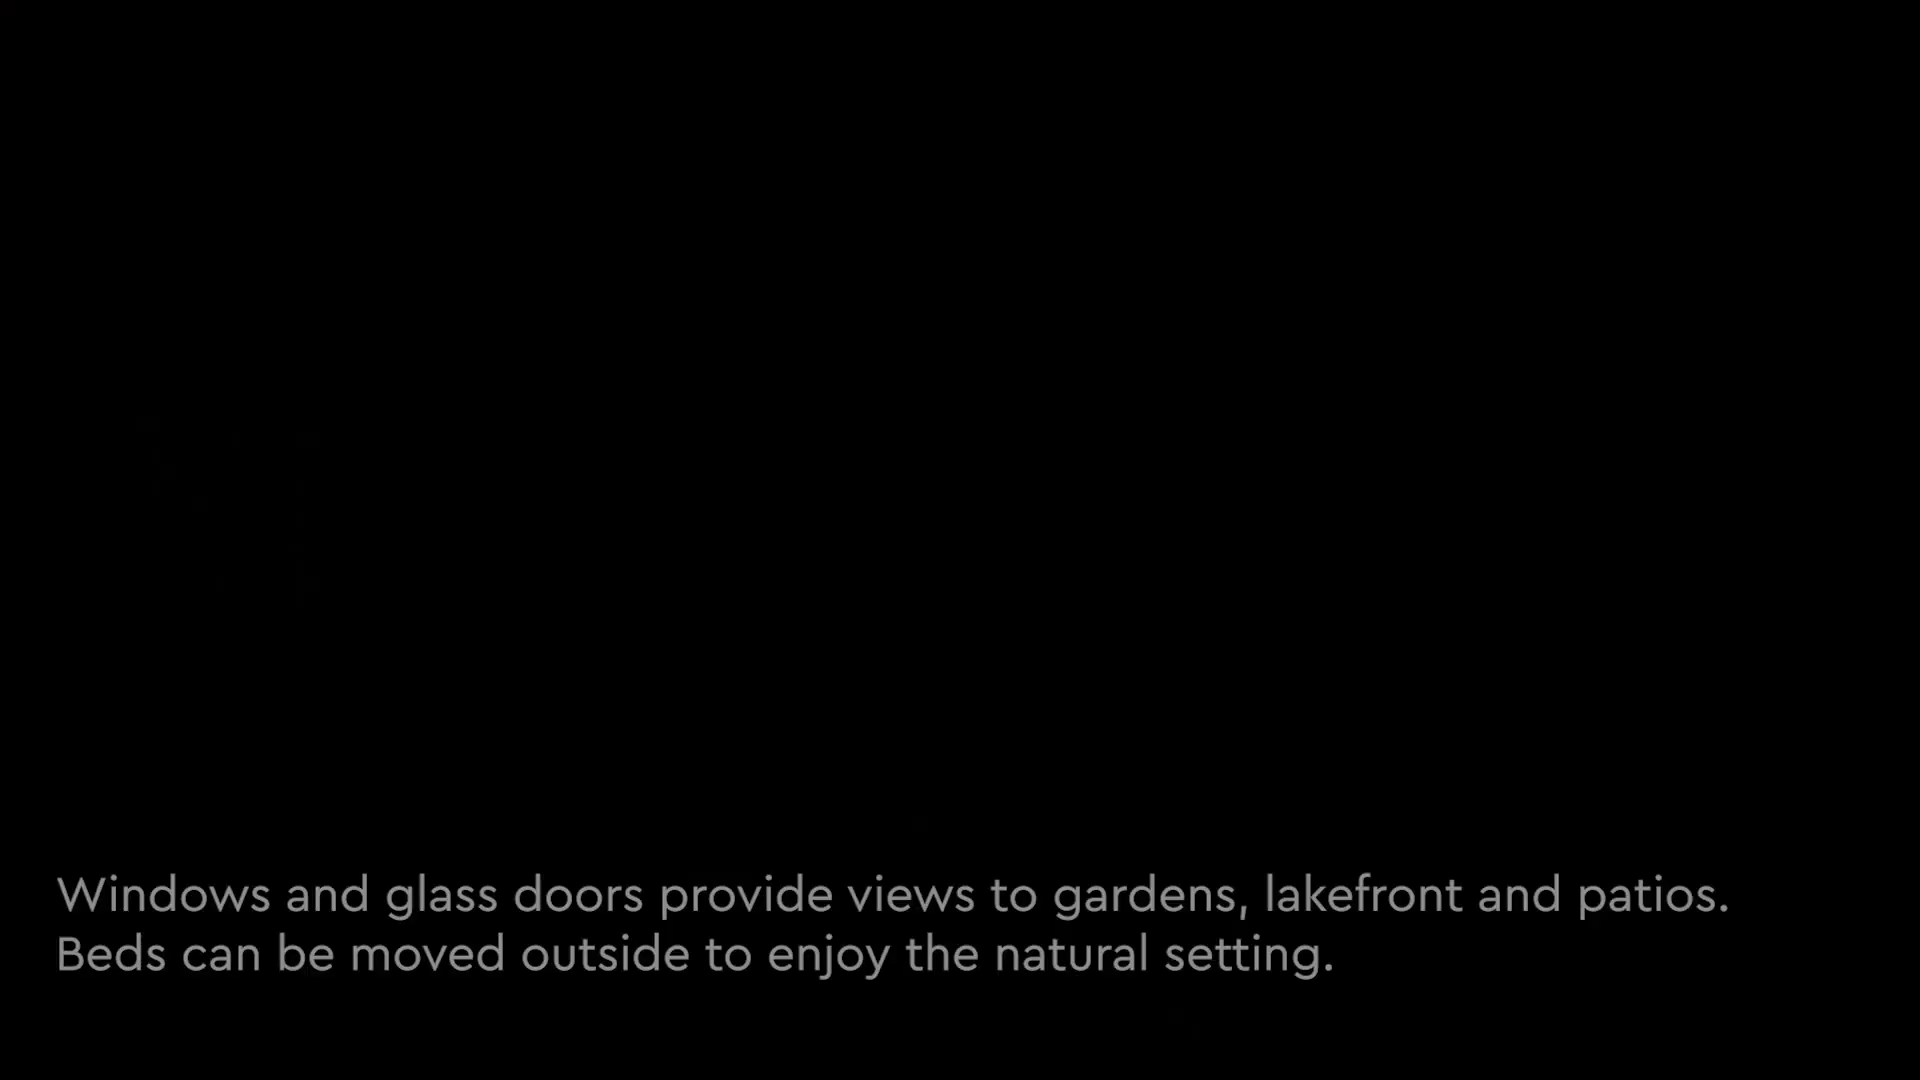 Windows and glass doors provide views to gardens, lakefront and patios.
Beds can be moved outside to enjoy the natural setting.